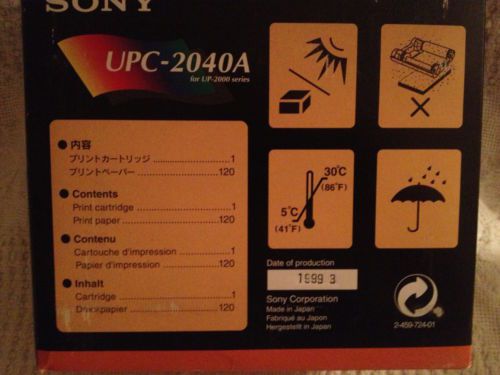 SONY
UPC-2040A
for UP-2000 series
● 内容
プリントカートリッジ ........................ 1
プリントペーパー ........................ 120
● Contents
Print cartridge ........................ 1
Print paper ........................ 120
● Contenu
Cartouche d'impression ........................ 1
Papier d'impression ........................ 120
● Inhalt
Cartridge ........................ 1
Druckpapier ........................ 120
30°C
(86°F)
5°C
(41°F)
Date of production
1999 3
Sony Corporation
Made in Japan
Fabriqué au Japon
Hergestellt in Japan
2-459-724-01